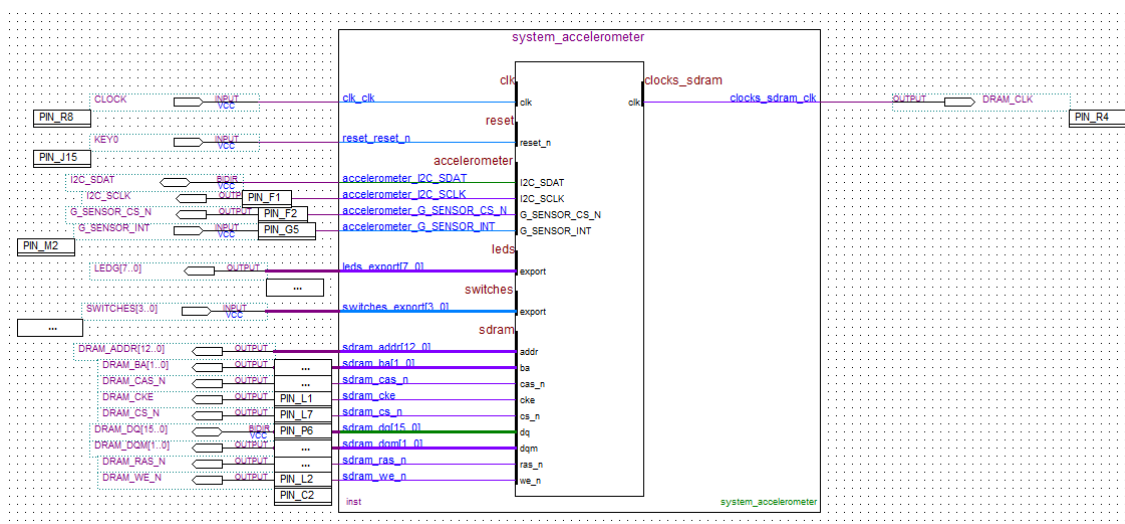 system_accelerometer
clk clocks_sdram
CLOCK INPUT VCC clk_clk clk clk clocks_sdram_clk OUTPUT DRAM_CLK
PIN_R8 PIN_R4
reset
KEY0 INPUT VCC reset_reset_n reset_n
PIN_J15
accelerometer
I2C_SDAT BIDIR VCC accelerometer_I2C_SDAT I2C_SDAT
I2C_SCLK OUTPUT PIN_F1 accelerometer_I2C_SCLK I2C_SCLK
G_SENSOR_CS_N OUTPUT PIN_F2 accelerometer_G_SENSOR_CS_N G_SENSOR_CS_N
G_SENSOR_INT INPUT VCC PIN_G5 accelerometer_G_SENSOR_INT G_SENSOR_INT
PIN_M2
leds
LEDG[7..0] OUTPUT leds_export[7..0] export
...
switches
SWITCHES[3..0] INPUT VCC switches_export[3..0] export
...
sdram
DRAM_ADDR[12..0] OUTPUT sdram_addr[12..0] addr
DRAM_BA[1..0] OUTPUT ... sdram_ba[1..0] ba
DRAM_CAS_N OUTPUT ... sdram_cas_n cas_n
DRAM_CKE OUTPUT PIN_L1 sdram_cke cke
DRAM_CS_N OUTPUT PIN_L7 sdram_cs_n cs_n
DRAM_DQ[15..0] BIDIR VCC PIN_P6 sdram_dq[15..0] dq
DRAM_DQM[1..0] OUTPUT ... sdram_dqm[1..0] dqm
DRAM_RAS_N OUTPUT ... sdram_ras_n ras_n
DRAM_WE_N OUTPUT PIN_L2 sdram_we_n we_n
PIN_C2
inst system_accelerometer